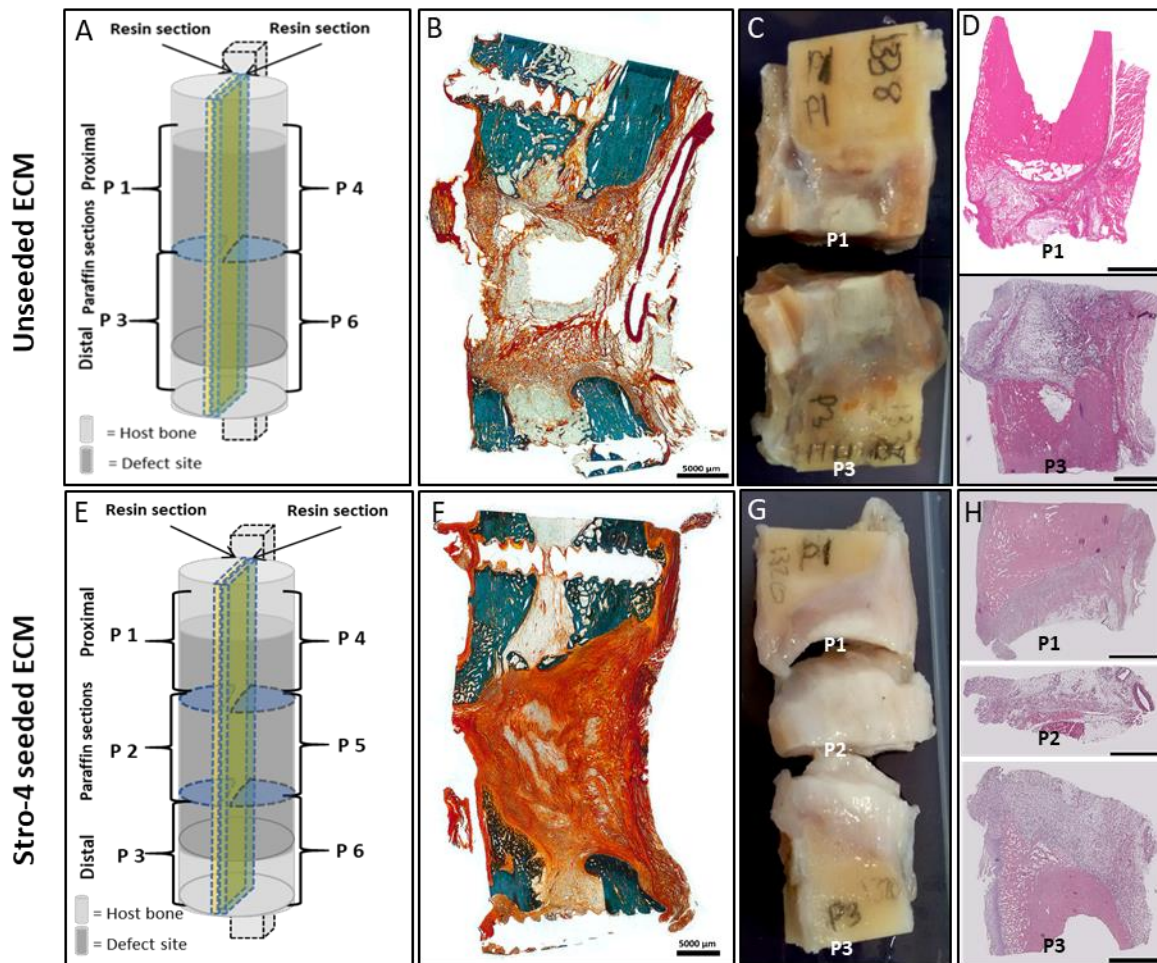 Unseeded ECM
A
Resin section
Resin section
P 1
P 4
P 3
P 6
Proximal
Paraffin sections
Distal
= Host bone
= Defect site
B
5000 µm
C
1338
P1
P3
D
P1
P3
Stro-4 seeded ECM
E
Resin section
Resin section
P 1
P 4
P 2
P 5
P 3
P 6
Proximal
Paraffin sections
Distal
= Host bone
= Defect site
F
5000 µm
G
P1
P2
P3
P3
H
P1
P2
P3